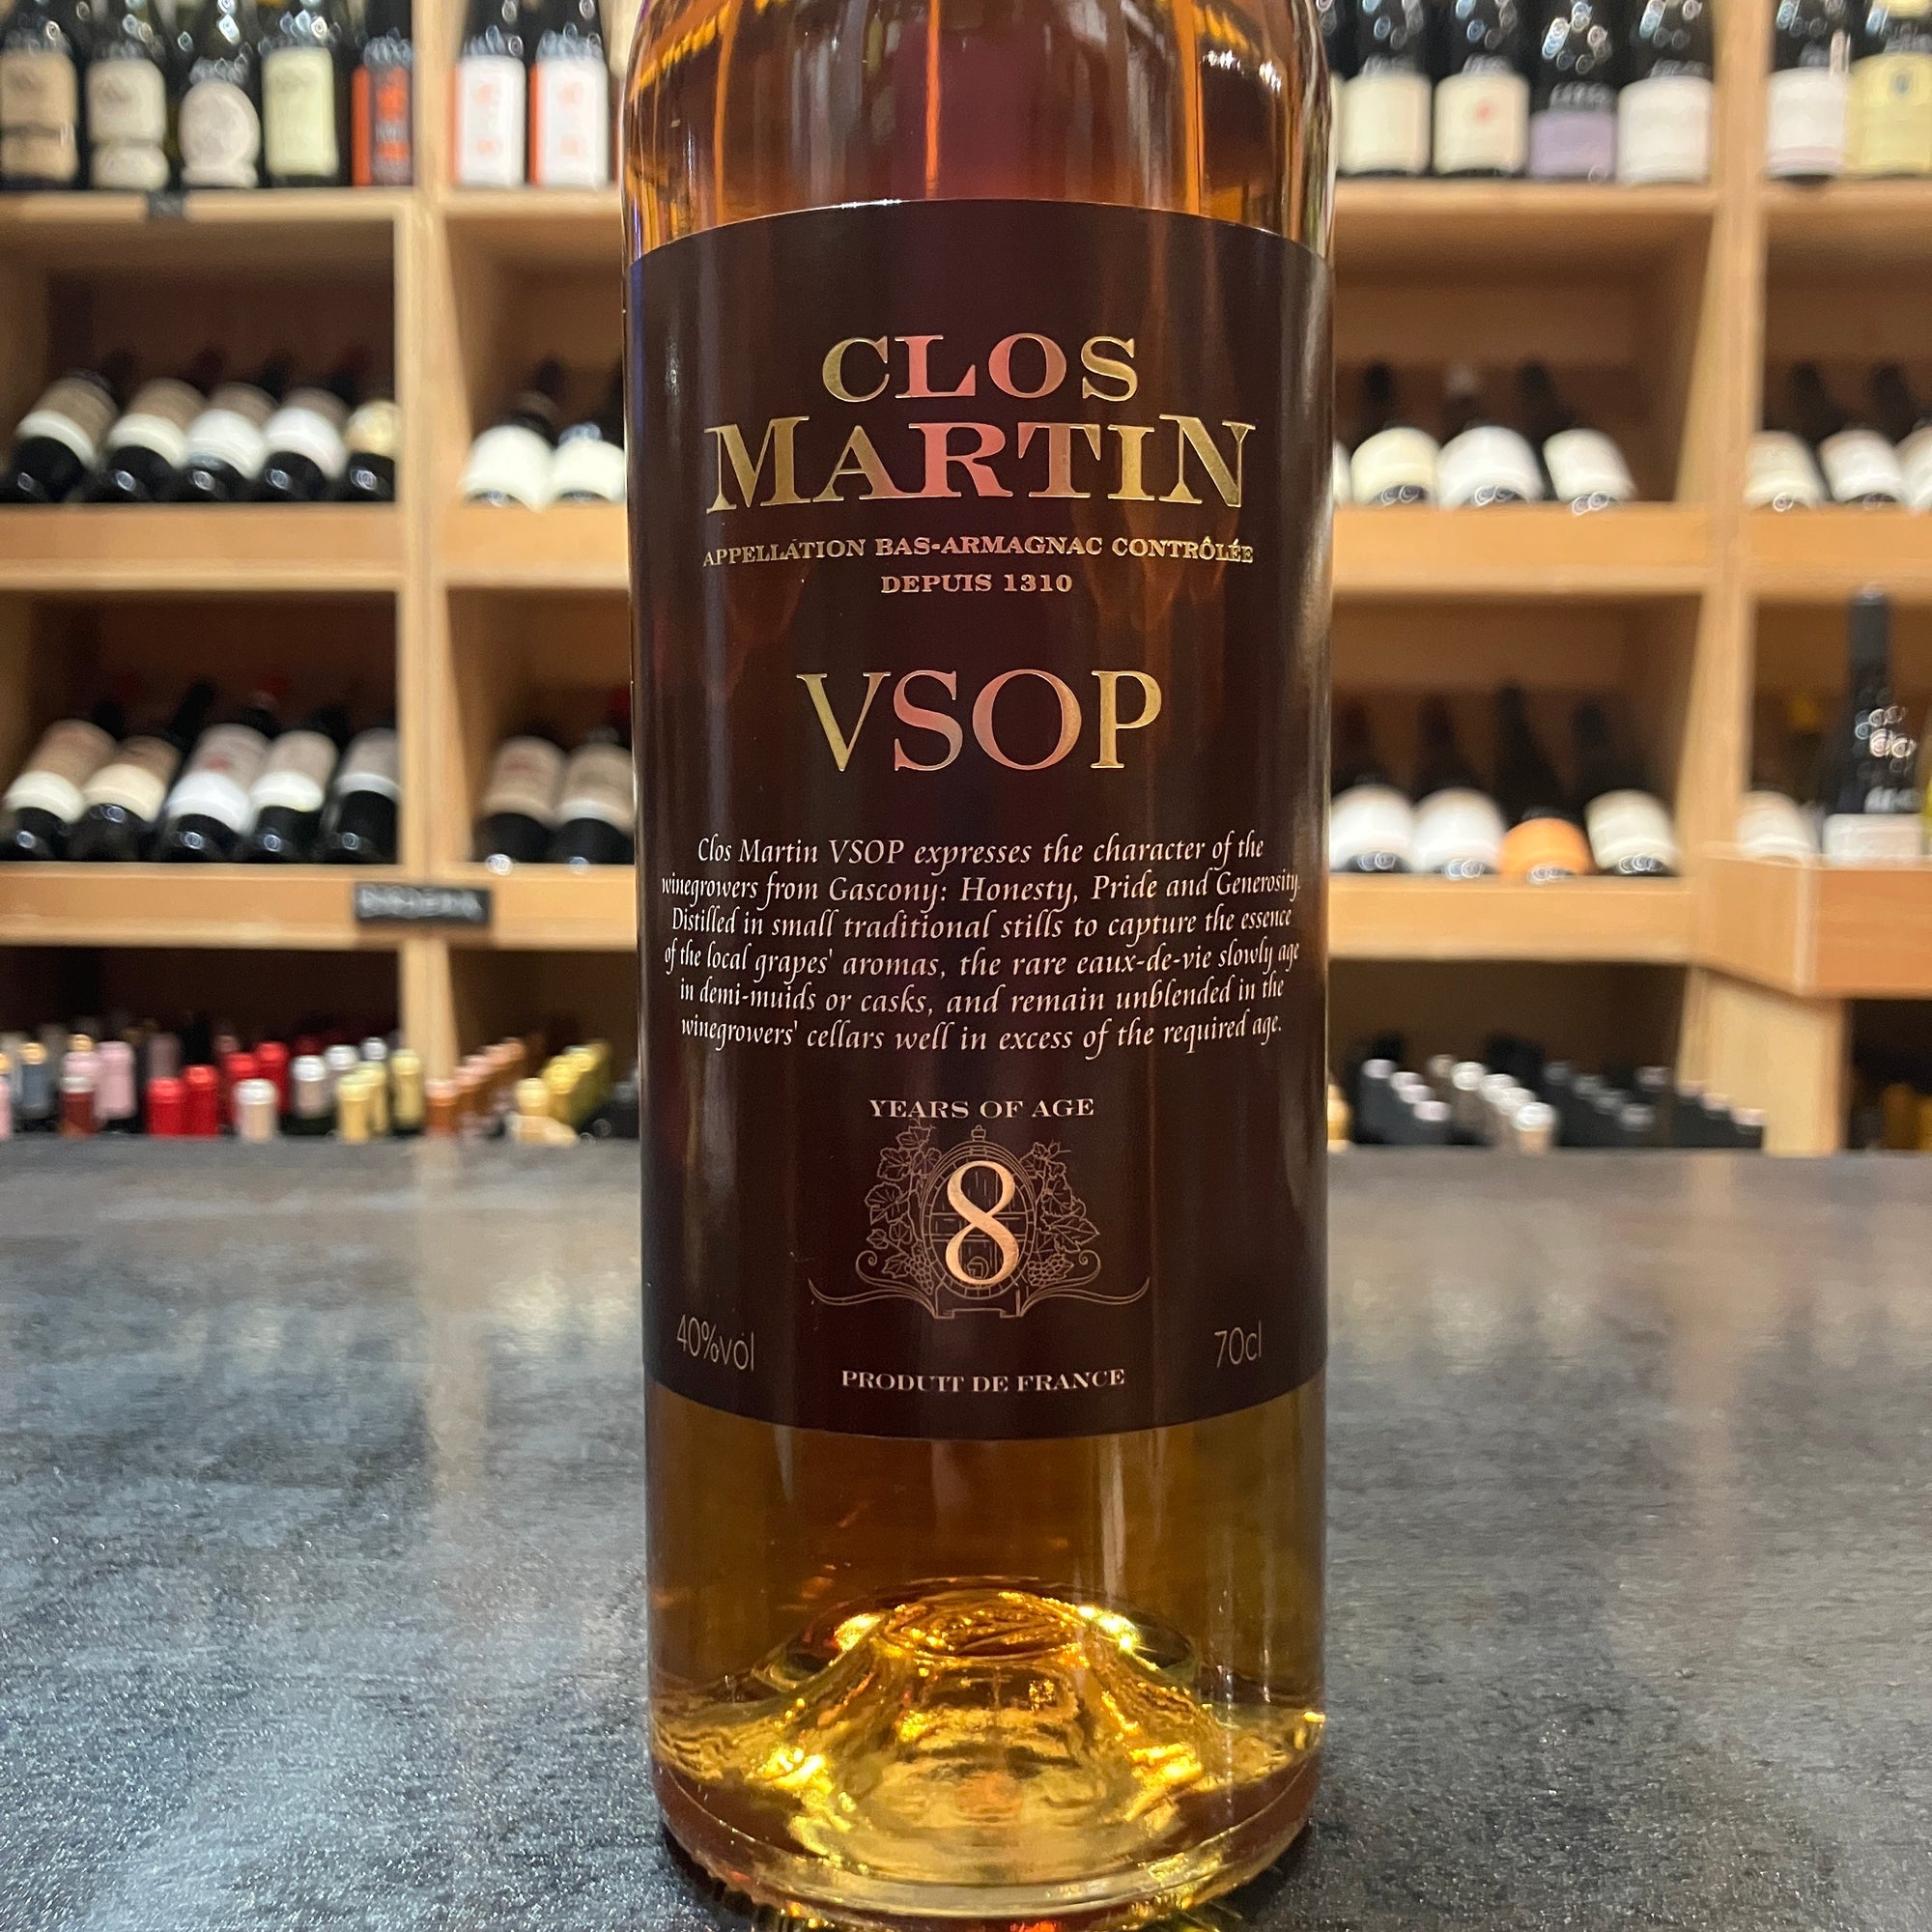 CLOS
MARTIN
APPELLATION BAS-ARMAGNAC CONTRÔLÉE
DEPUIS 1310
VSOP
Clos Martin VSOP expresses the character of the
winegrowers from Gascony: Honesty, Pride and Generosity.
Distilled in small traditional stills to capture the essence
of the local grapes' aromas, the rare eaux-de-vie slowly age
in demi-muids or casks, and remain unblended in the
winegrowers' cellars well in excess of the required age.
YEARS OF AGE
8
40%vol
70cl
PRODUIT DE FRANCE